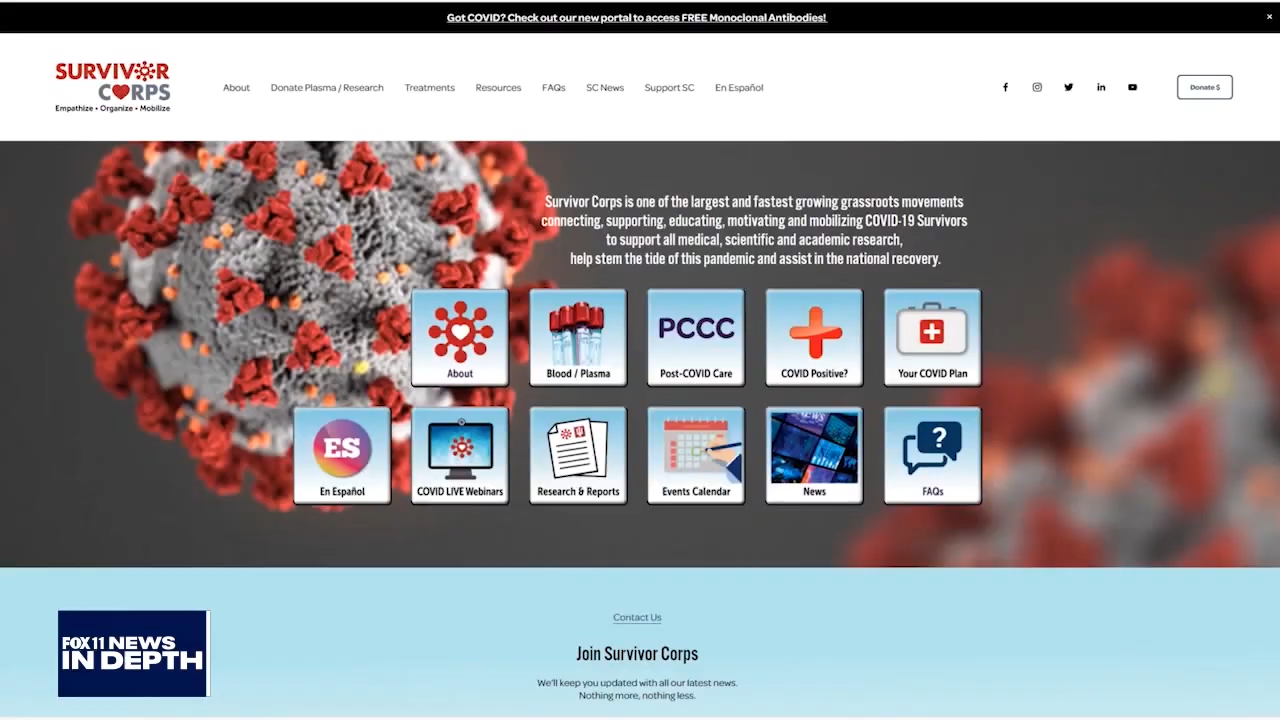 Got COVID? Check out our new portal to access FREE Monoclonal Antibodies!
×
SURVIVOR
CORPS
Empathize • Organize • Mobilize
About
Donate Plasma / Research
Treatments
Resources
FAQs
SC News
Support SC
En Español
Donate $
Survivor Corps is one of the largest and fastest growing grassroots movements
connecting, supporting, educating, motivating and mobilizing COVID-19 Survivors
to support all medical, scientific and academic research,
help stem the tide of this pandemic and assist in the national recovery.
About
Blood / Plasma
PCCC
Post-COVID Care
COVID Positive?
Your COVID Plan
ES
En Español
COVID LIVE Webinars
Research & Reports
Events Calendar
NEWS
News
?
FAQs
Contact Us
Join Survivor Corps
We'll keep you updated with all our latest news.
Nothing more, nothing less.
FOX 11 NEWS
IN DEPTH